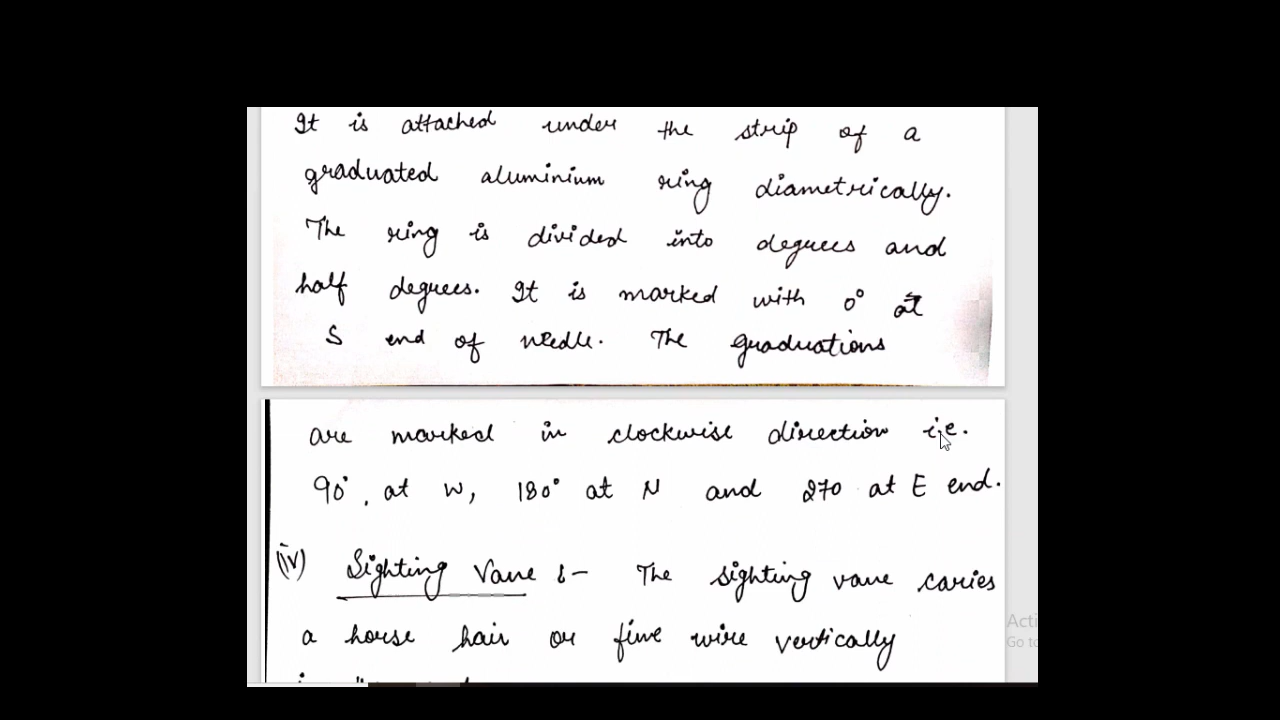 It is attached under the strip of a
graduated aluminium ring diametrically.
The ring is divided into degrees and
half degrees. It is marked with 0° at
S end of needle. The graduations
are marked in clockwise direction i.e.
90°, at W, 180° at N and 270 at E end.
(iv) Sighting Vane :- The sighting vane caries
Acti
Go to
a horse hair or fine wire vertically